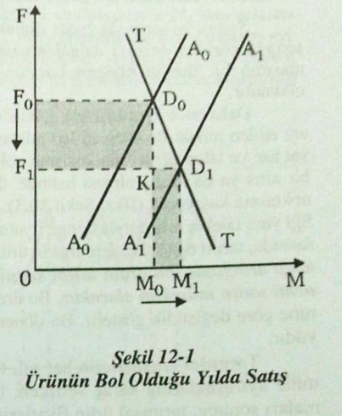 F
T
A₀
A₁
F₀
D₀
F₁
D₁
K
A₀
A₁
T
0
M₀
M₁
M
Şekil 12-1
Ürünün Bol Olduğu Yılda Satış